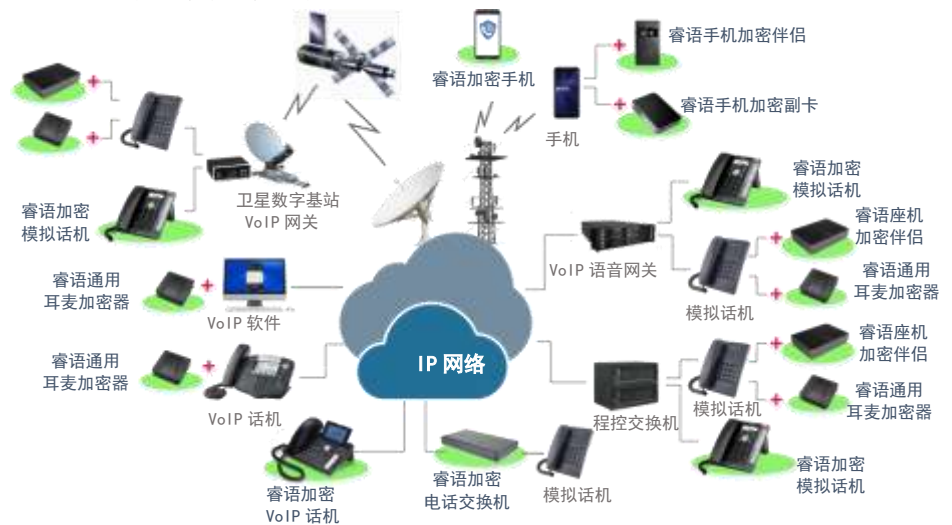 睿语手机加密伴侣
睿语加密手机
睿语手机加密副卡
手机
睿语加密
模拟话机
卫星数字基站
VoIP 网关
睿语加密
模拟话机
睿语座机
加密伴侣
VoIP 语音网关
睿语通用
耳麦加密器
模拟话机
睿语通用
耳麦加密器
VoIP 软件
睿语座机
加密伴侣
睿语通用
耳麦加密器
IP 网络
VoIP 话机
程控交换机
模拟话机
睿语通用
耳麦加密器
睿语加密
VoIP 话机
睿语加密
电话交换机
模拟话机
睿语加密
模拟话机